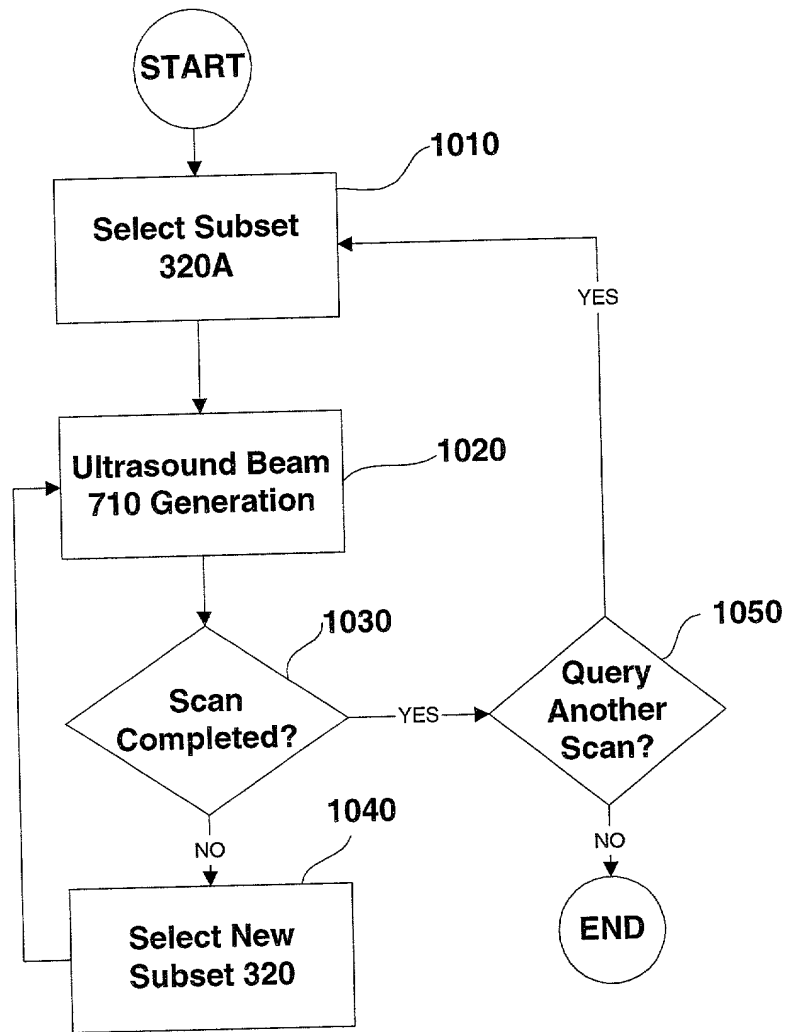 START
1010
Select Subset
320A
YES
Ultrasound Beam
710 Generation
1020
1030
Scan
Completed?
YES
1050
Query
Another
Scan?
NO
1040
NO
Select New
Subset 320
END